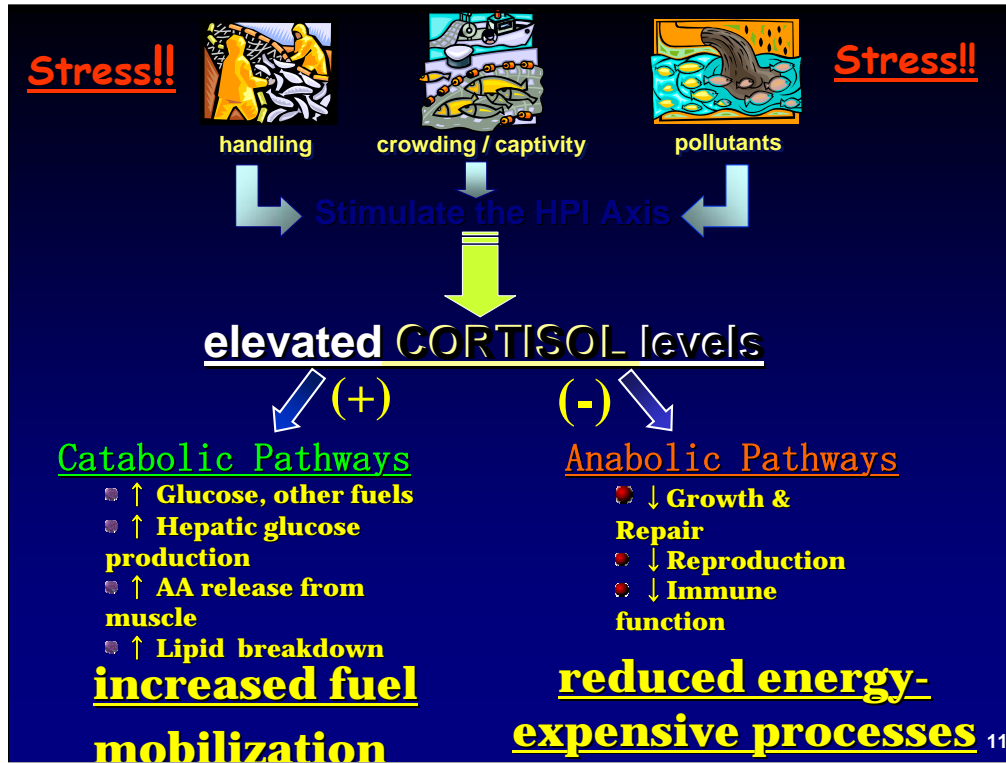 Stress!!
Stress!!
handling
crowding / captivity
pollutants
Stimulate the HPI Axis
elevated CORTISOL levels
(+)
(-)
Catabolic Pathways
↑ Glucose, other fuels
↑ Hepatic glucose
production
↑ AA release from
muscle
↑ Lipid breakdown
increased fuel
mobilization
Anabolic Pathways
↓ Growth &
Repair
↓ Reproduction
↓ Immune
function
reduced energy-
expensive processes
11